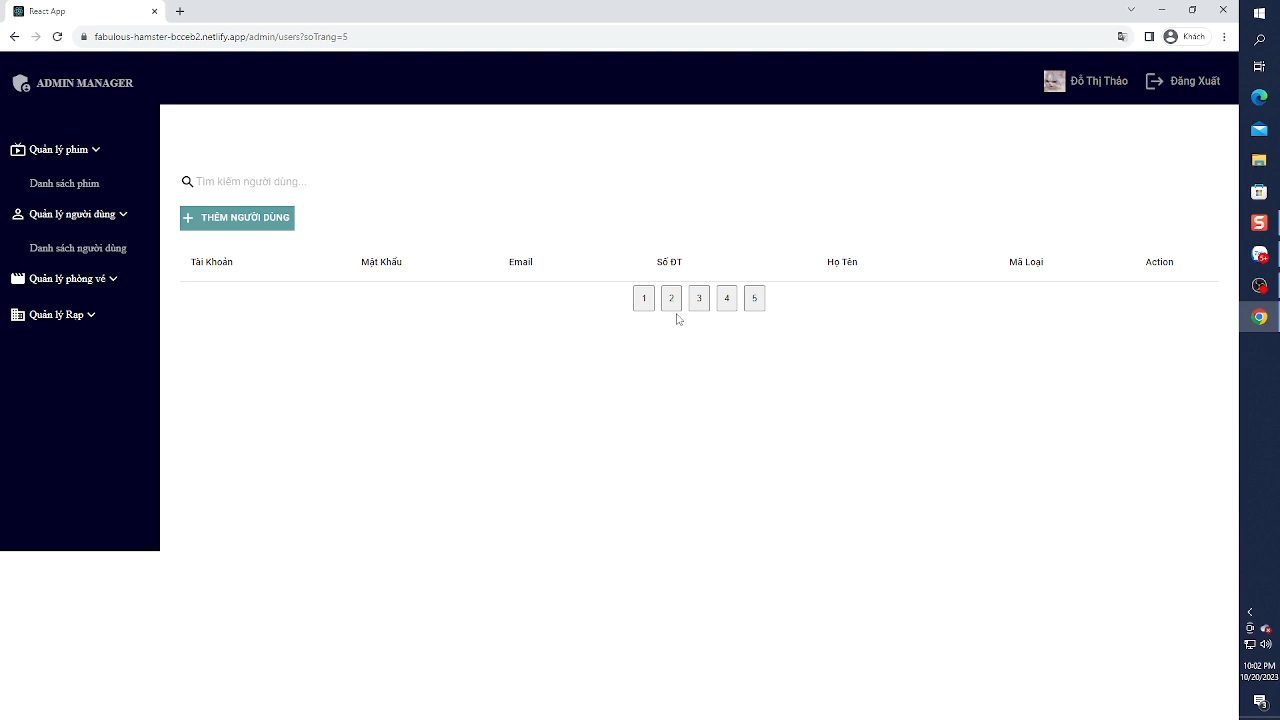 React App
fabulous-hamster-bcceb2.netlify.app/admin/users?soTrang=5
Khách
ADMIN MANAGER
Đỗ Thị Thảo
Đăng Xuất
Quản lý phim
Danh sách phim
Quản lý người dùng
Danh sách người dùng
Quản lý phòng vé
Quản lý Rạp
Tìm kiếm người dùng...
THÊM NGƯỜI DÙNG
Tài Khoản Mật Khẩu Email Số ĐT Họ Tên Mã Loại Action
1 2 3 4 5
10:02 PM
10/20/2023